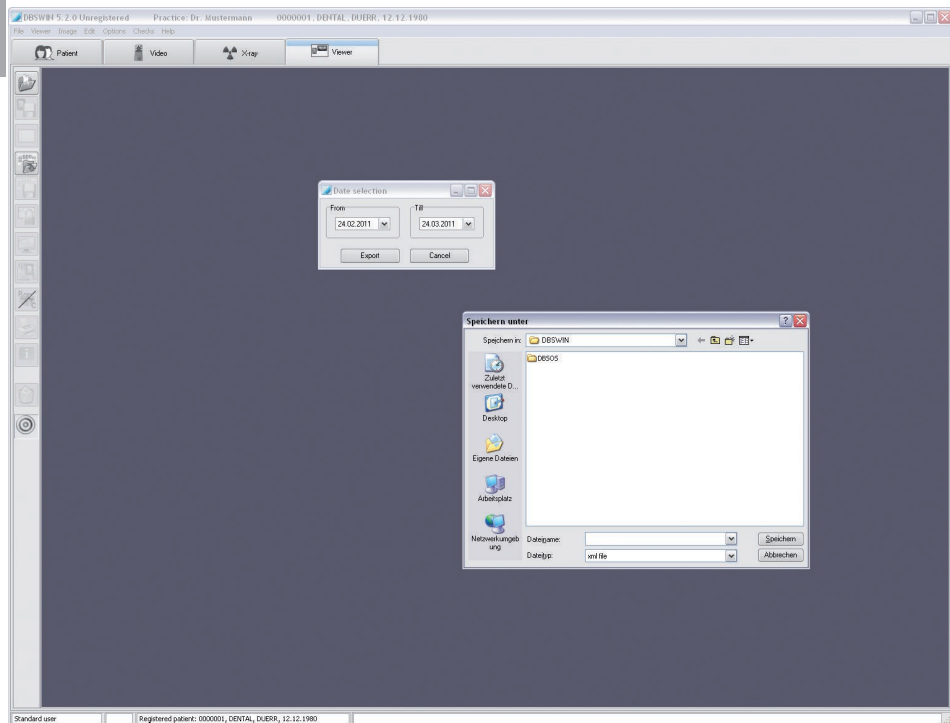 DBSWIN 5.2.0 Unregistered Practice: Dr. Mustermann 0000001, DENTAL, DUERR, 12.12.1980
File Viewer Image Edit Options Checks Help
Patient Video X-ray Viewer
Date selection
From Till
24.02.2011 24.03.2011
Export Cancel
Speichern unter
Speichern in: DBSWIN
DBSOS
Zuletzt
verwendete D...
Desktop
Eigene Dateien
Arbeitsplatz
Netzwerkumgeb
ung
Dateiname: Speichern
Dateityp: xml file Abbrechen
Standard user Registered patient: 0000001, DENTAL, DUERR, 12.12.1980